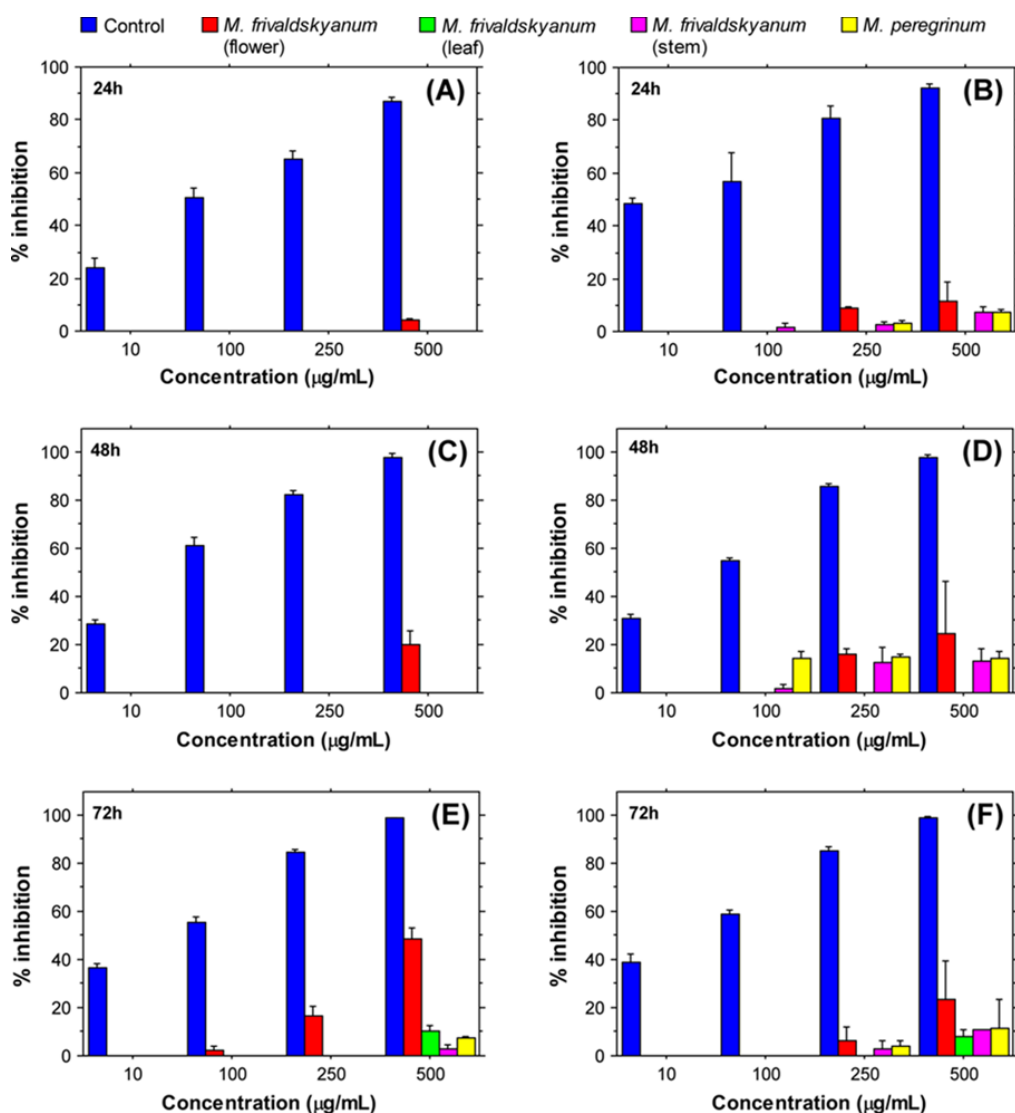 Control
M. frivaldskyanum
(flower)
M. frivaldskyanum
(leaf)
M. frivaldskyanum
(stem)
M. peregrinum
24h
(A)
% inhibition
100
80
60
40
20
0
10 100 250 500
Concentration (µg/mL)
24h
(B)
% inhibition
100
80
60
40
20
0
10 100 250 500
Concentration (µg/mL)
48h
(C)
% inhibition
100
80
60
40
20
0
10 100 250 500
Concentration (µg/mL)
48h
(D)
% inhibition
100
80
60
40
20
0
10 100 250 500
Concentration (µg/mL)
72h
(E)
% inhibition
100
80
60
40
20
0
10 100 250 500
Concentration (µg/mL)
72h
(F)
% inhibition
100
80
60
40
20
0
10 100 250 500
Concentration (µg/mL)